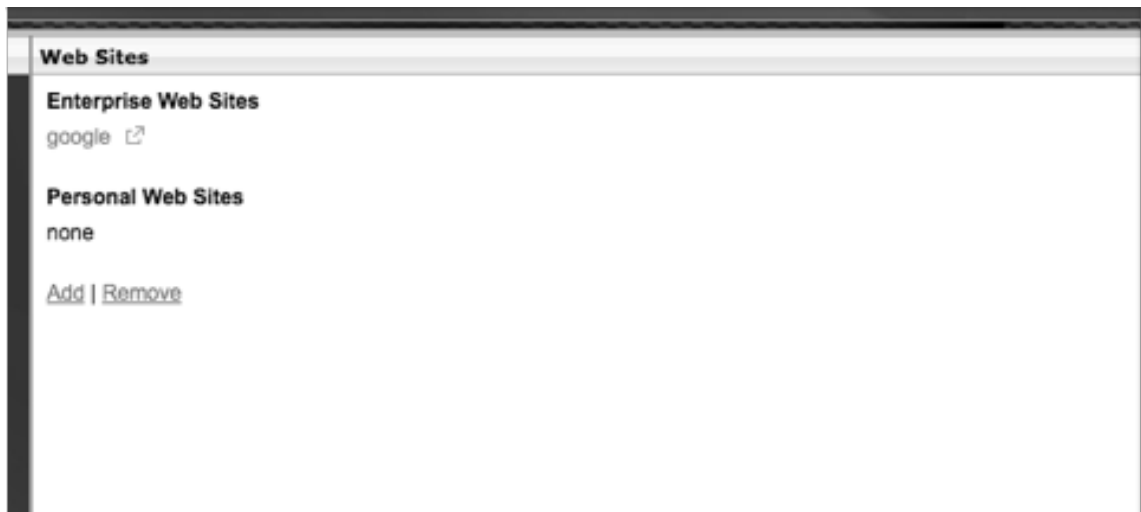 Web Sites
Enterprise Web Sites
google
Personal Web Sites
none
Add | Remove